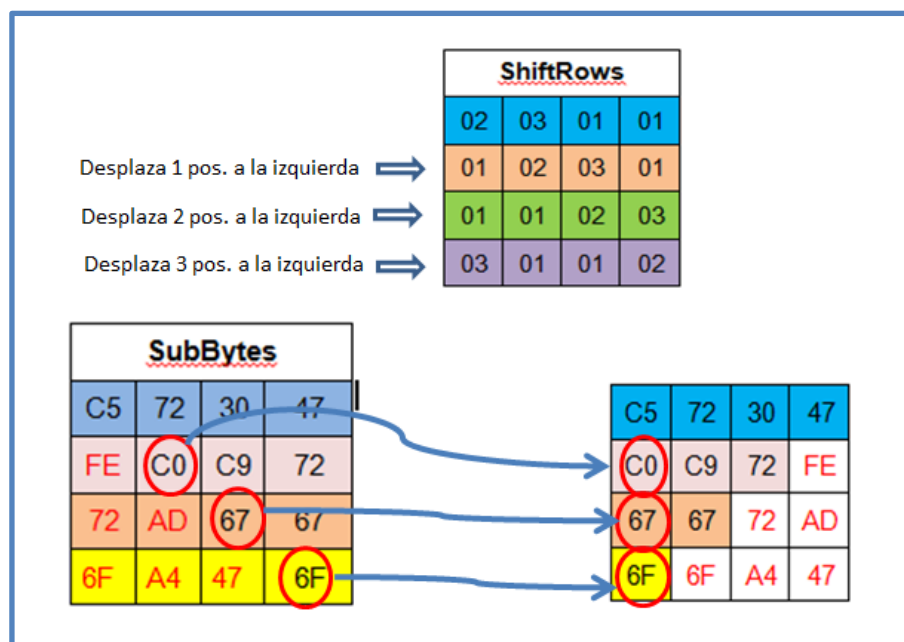 ShiftRows
02 03 01 01
Desplaza 1 pos. a la izquierda 01 02 03 01
Desplaza 2 pos. a la izquierda 01 01 02 03
Desplaza 3 pos. a la izquierda 03 01 01 02
SubBytes
C5 72 30 47
FE C0 C9 72
72 AD 67 67
6F A4 47 6F
C5 72 30 47
C0 C9 72 FE
67 67 72 AD
6F 6F A4 47